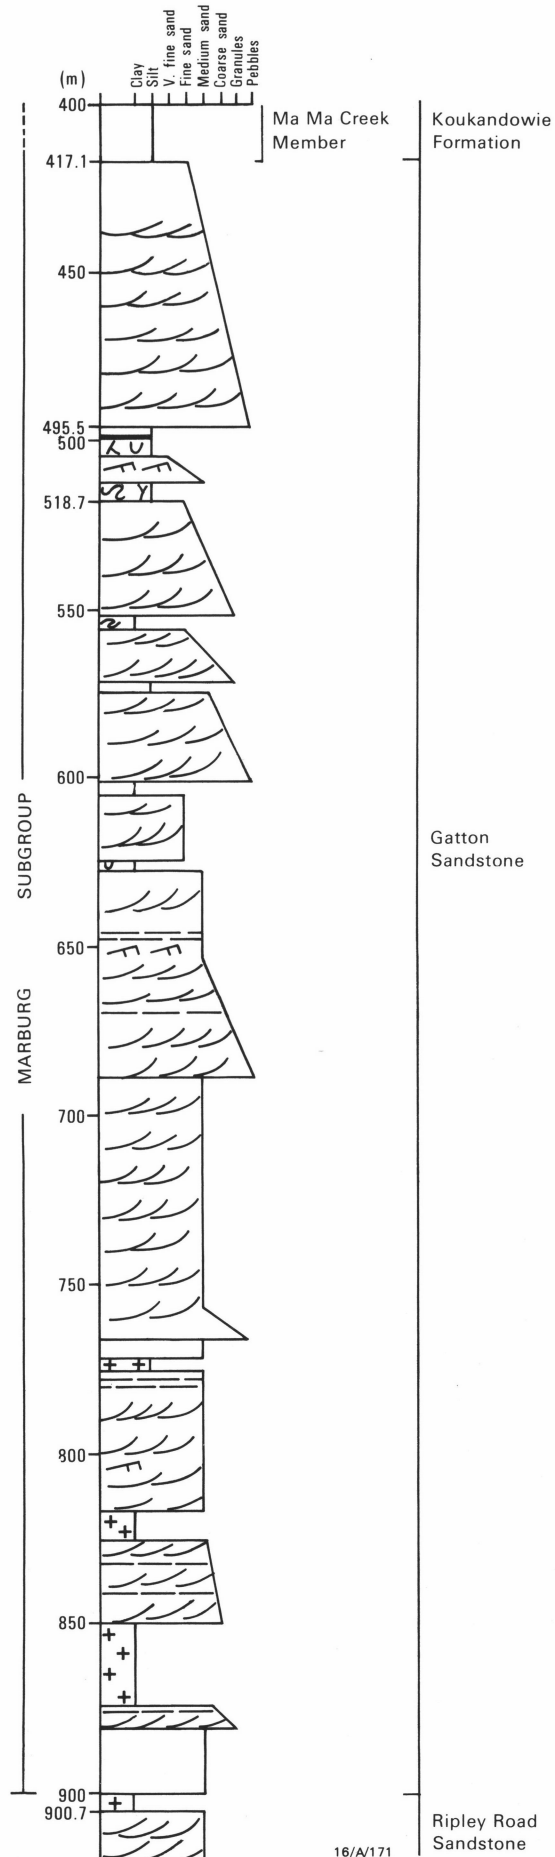 (m)
Clay
Silt
V. fine sand
Fine sand
Medium sand
Coarse sand
Granules
Pebbles
400
Ma Ma Creek
Member
Koukandowie
Formation
417.1
450
495.5
500
518.7
550
600
SUBGROUP
Gatton
Sandstone
650
MARBURG
700
750
800
850
900
900.7
Ripley Road
Sandstone
16/A/171